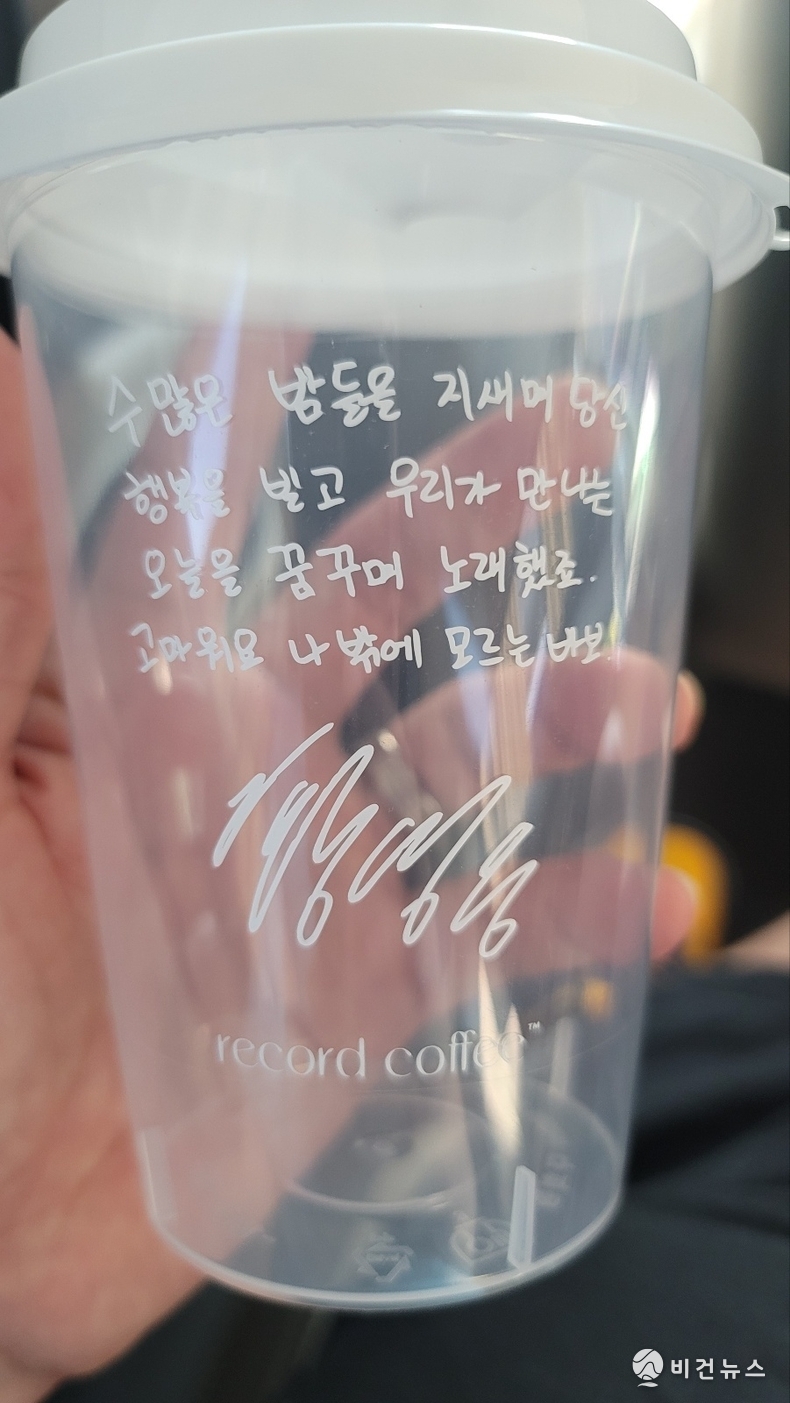 수많은 밤들을 지새며 당신
행복을 빌고 우리가 만나는
오늘을 꿈꾸며 노래했죠.
고마워요 나밖에 모르는 바보.
record coffee™
비건뉴스